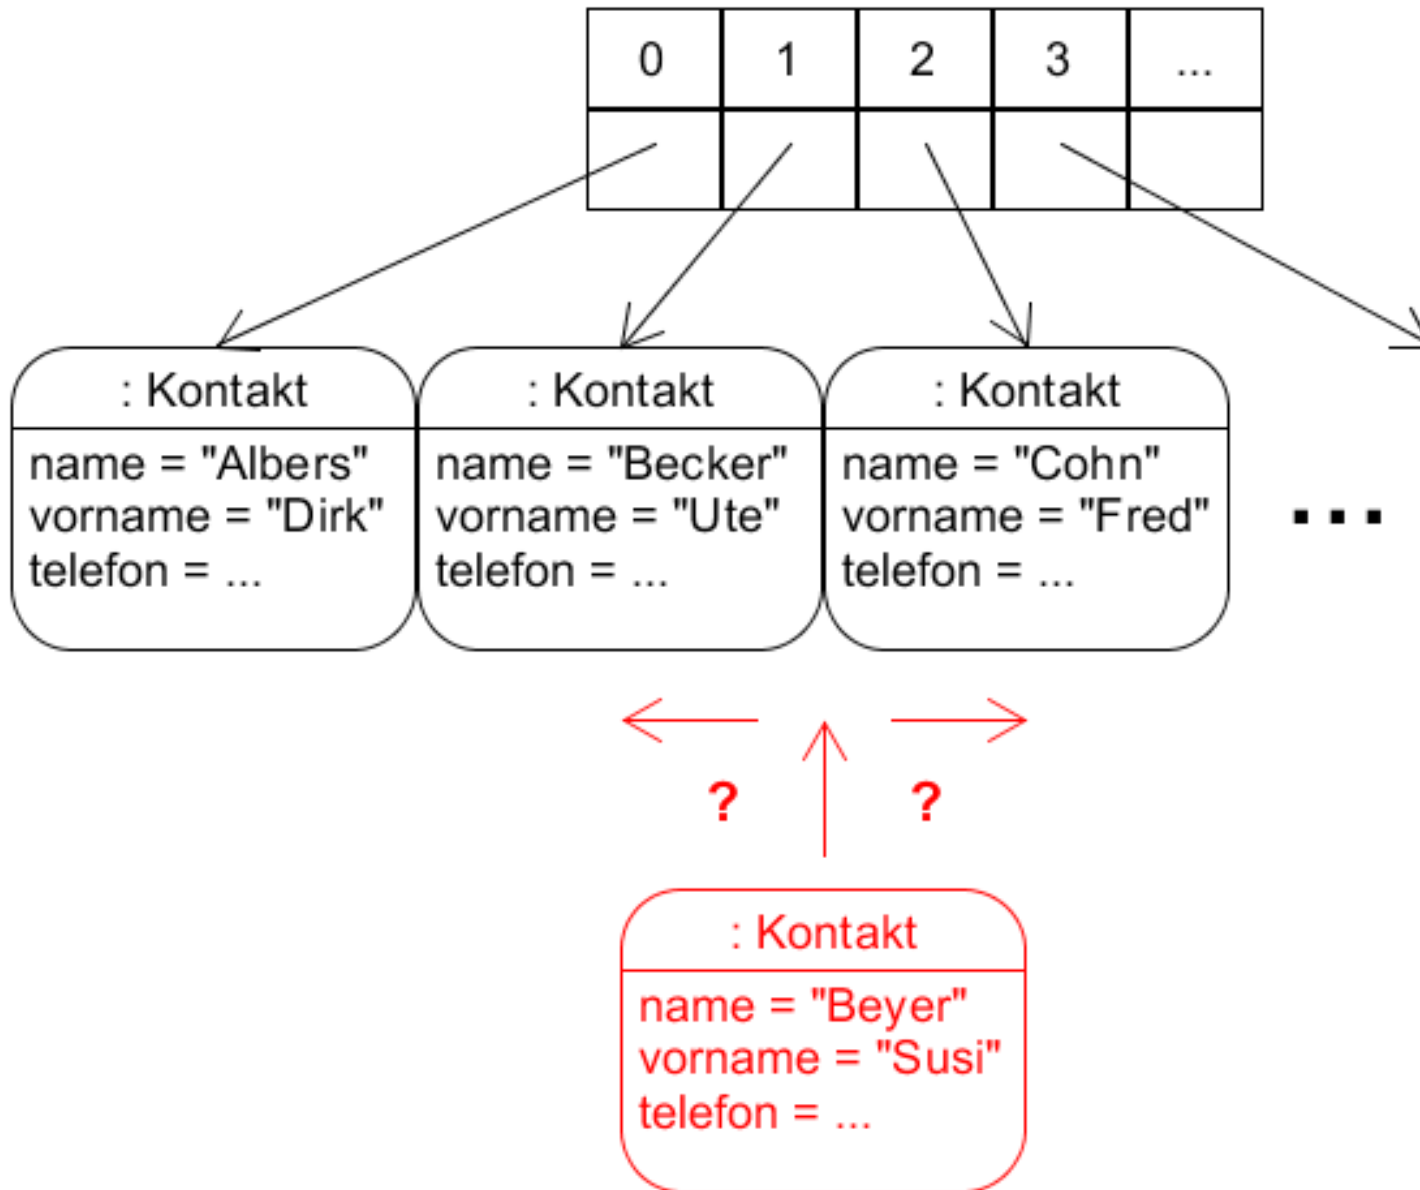 0 1 2 3 ...
: Kontakt : Kontakt : Kontakt
name = "Albers" name = "Becker" name = "Cohn"
vorname = "Dirk" vorname = "Ute" vorname = "Fred" ...
telefon = ... telefon = ... telefon = ...
? ?
: Kontakt
name = "Beyer"
vorname = "Susi"
telefon = ...